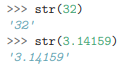 >>> str(32)
'32'
>>> str(3.14159)
'3.14159'